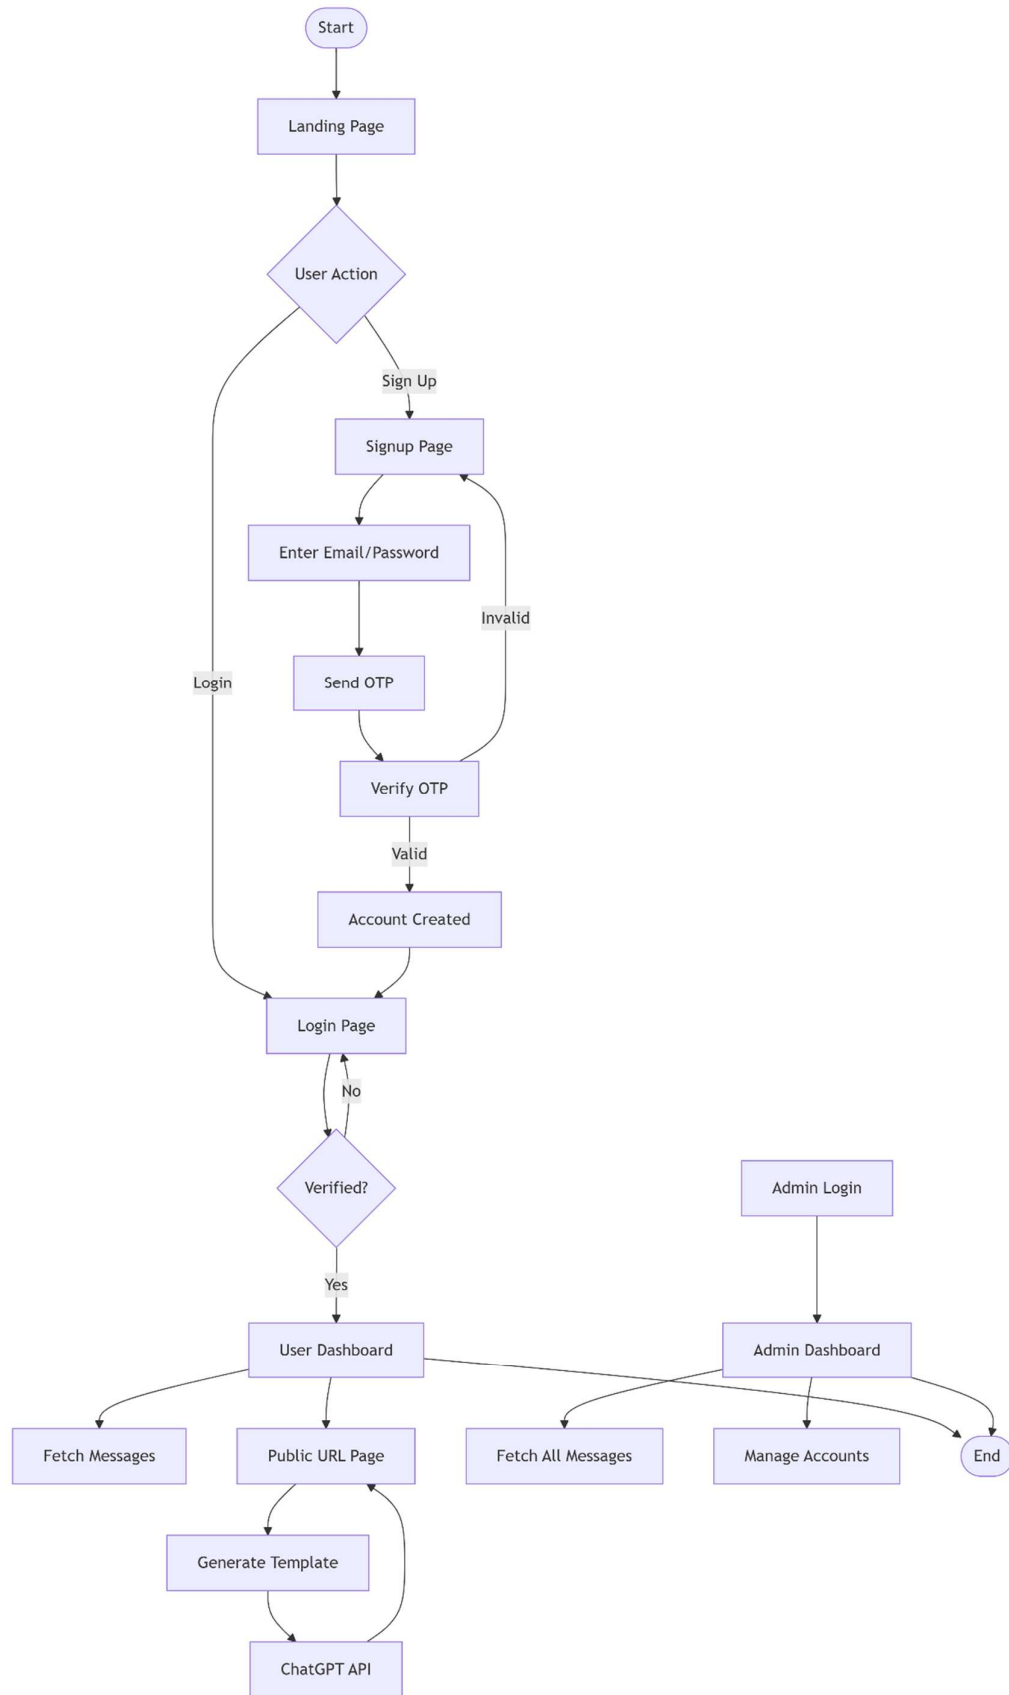 Start
Landing Page
User Action
Sign Up
Signup Page
Enter Email/Password
Invalid
Login
Send OTP
Verify OTP
Valid
Account Created
Login Page
No
Verified?
Admin Login
Yes
User Dashboard
Admin Dashboard
Fetch Messages
Public URL Page
Fetch All Messages
Manage Accounts
End
Generate Template
ChatGPT API